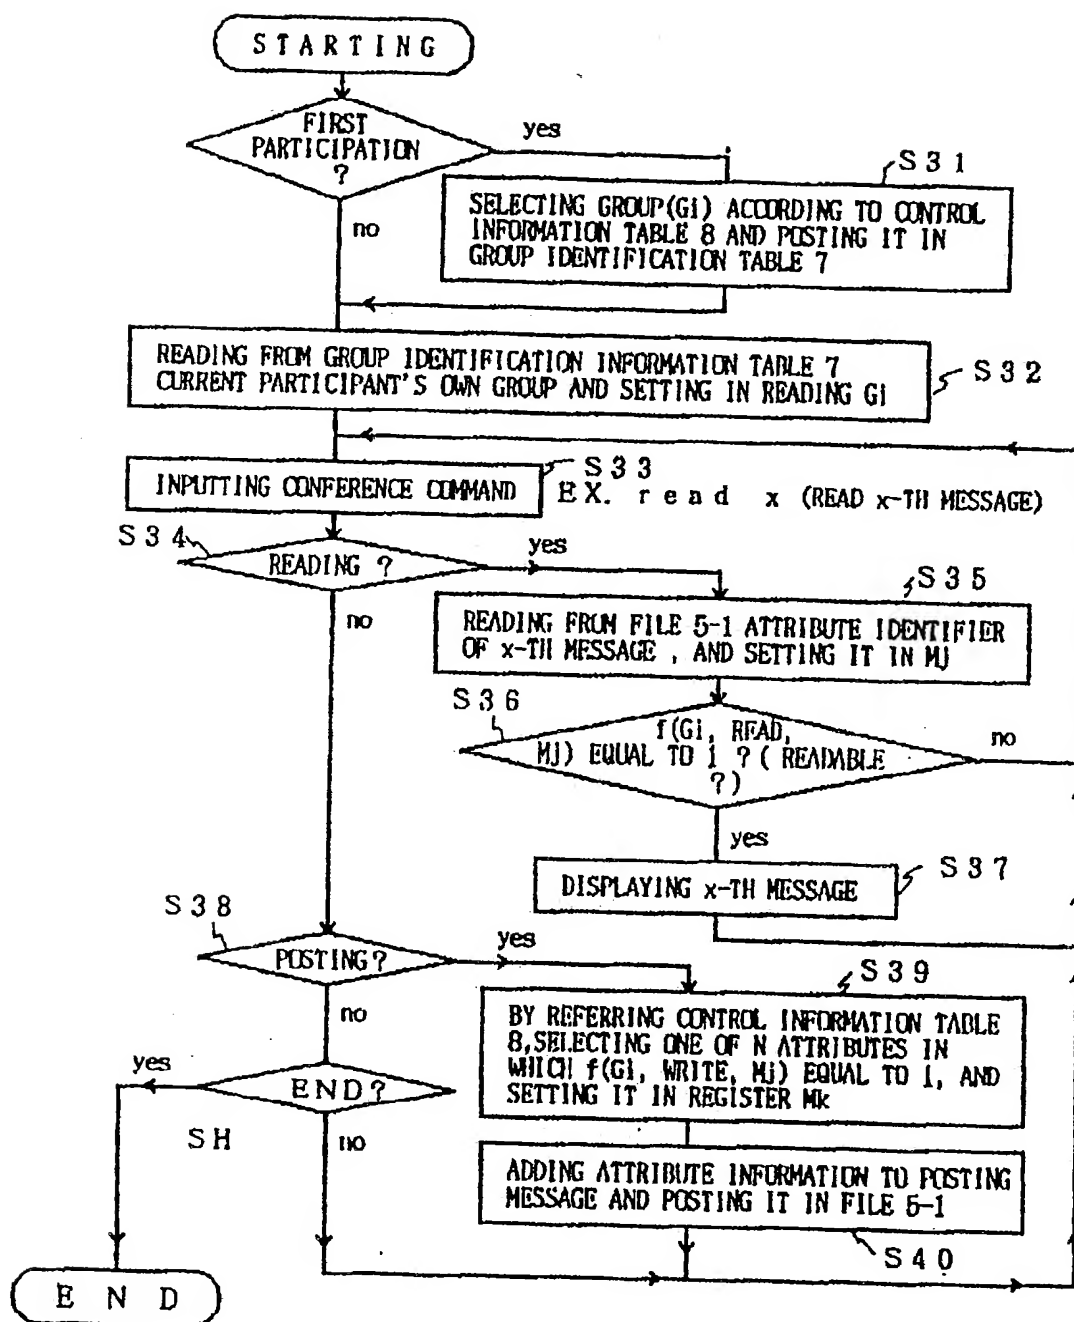 STARTING
FIRST
PARTICIPATION
?
yes
no
S31
SELECTING GROUP(Gi) ACCORDING TO CONTROL
INFORMATION TABLE 8 AND POSTING IT IN
GROUP IDENTIFICATION TABLE 7
READING FROM GROUP IDENTIFICATION INFORMATION TABLE 7
CURRENT PARTICIPANT'S OWN GROUP AND SETTING IN READING Gi
S32
S33
INPUTTING CONFERENCE COMMAND
EX. read x (READ x-TH MESSAGE)
S34
READING ?
yes
no
S35
READING FROM FILE 5-1 ATTRIBUTE IDENTIFIER
OF x-TH MESSAGE , AND SETTING IT IN Mj
S36
f(Gi, READ,
Mj) EQUAL TO 1 ? ( READABLE
?)
no
yes
S37
DISPLAYING x-TH MESSAGE
S38
POSTING?
yes
no
S39
BY REFERRING CONTROL INFORMATION TABLE
8,SELECTING ONE OF N ATTRIBUTES IN
WHICH f(Gi, WRITE, Mj) EQUAL TO 1, AND
SETTING IT IN REGISTER Mk
yes
END?
SH
no
ADDING ATTRIBUTE INFORMATION TO POSTING
MESSAGE AND POSTING IT IN FILE 5-1
S40
END